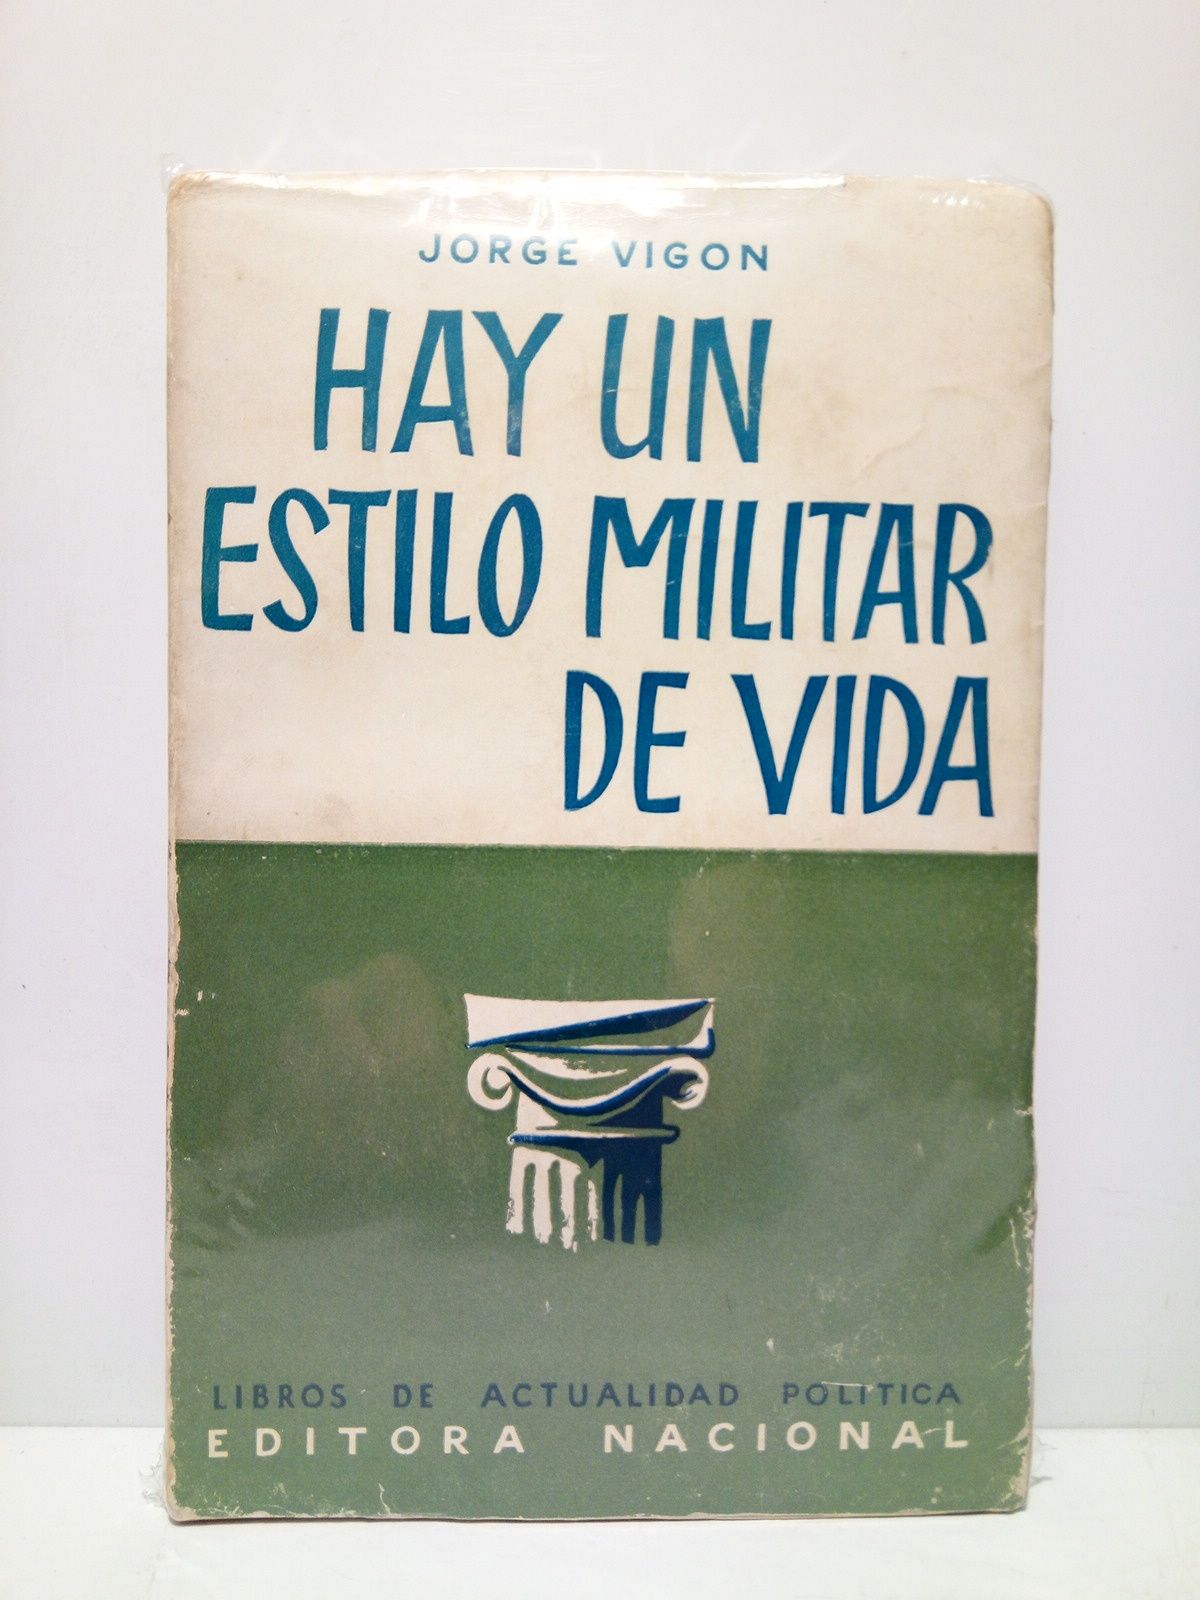 JORGE VIGON
HAY UN
ESTILO MILITAR
DE VIDA
LIBROS DE ACTUALIDAD POLITICA
EDITORA NACIONAL